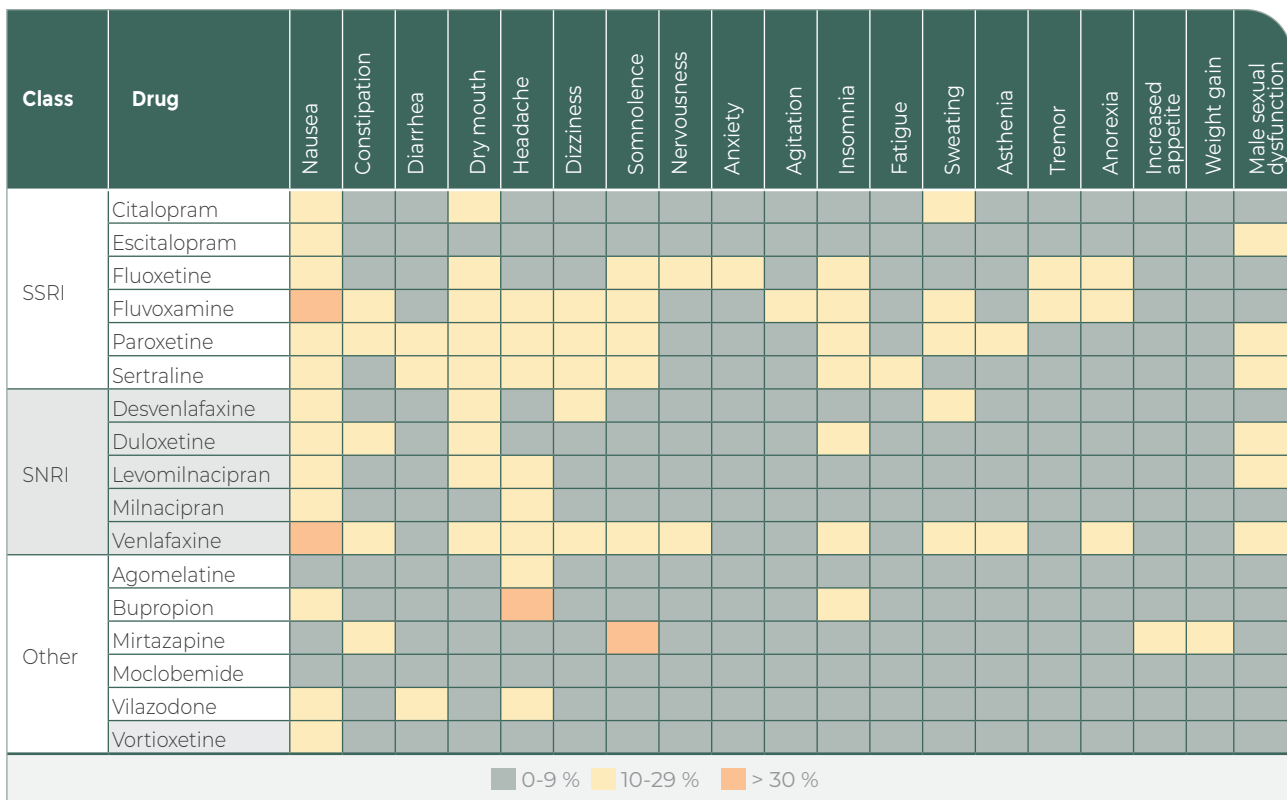 Class
Drug
Nausea
Constipation
Diarrhea
Dry mouth
Headache
Dizziness
Somnolence
Nervousness
Anxiety
Agitation
Insomnia
Fatigue
Sweating
Asthenia
Tremor
Anorexia
Increased
appetite
Weight gain
Male sexual
dysfunction
SSRI
Citalopram
Escitalopram
Fluoxetine
Fluvoxamine
Paroxetine
Sertraline
SNRI
Desvenlafaxine
Duloxetine
Levomilnacipran
Milnacipran
Venlafaxine
Other
Agomelatine
Bupropion
Mirtazapine
Moclobemide
Vilazodone
Vortioxetine
0-9 % 10-29 % > 30 %